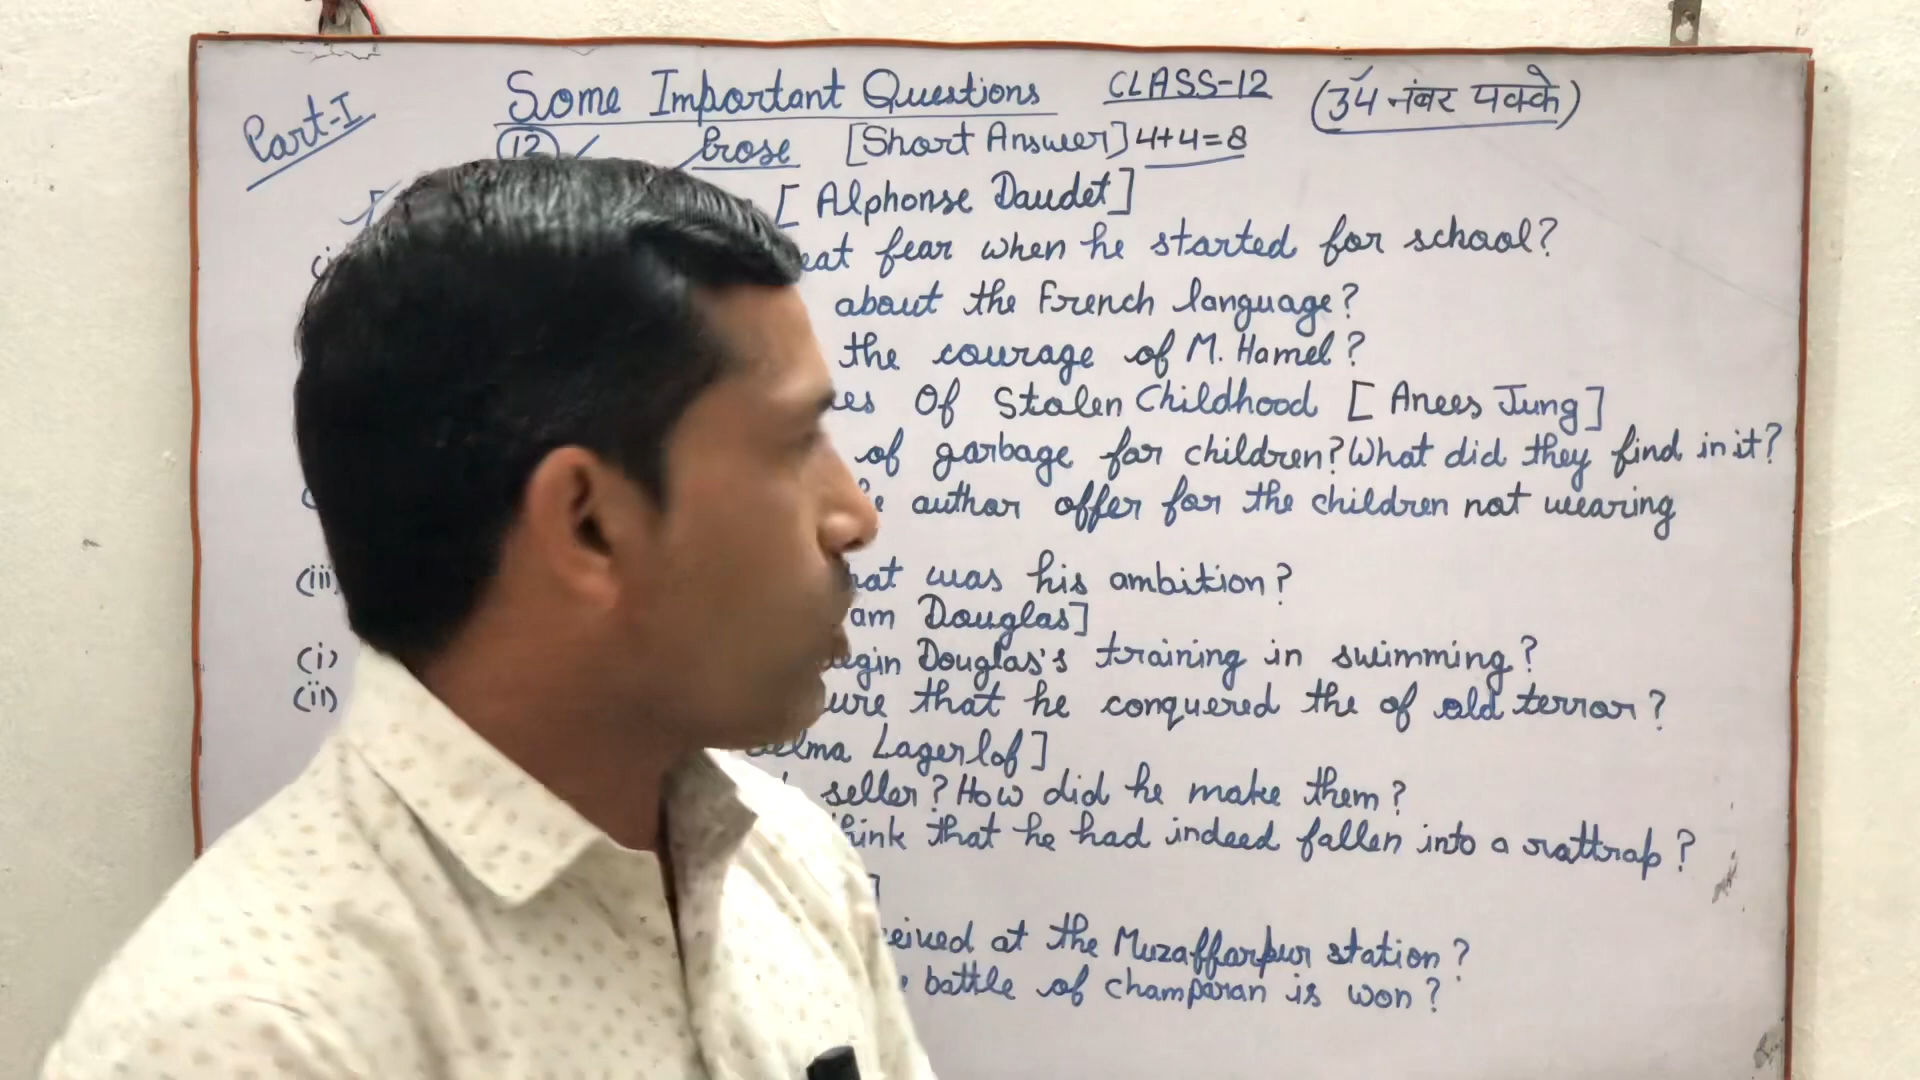 Part-I
Some Important Questions CLASS-12 (34 नंबर पक्के)
(12) Prose [Short Answer] 4+4=8
[Alphonse Daudet]
eat fear when he started for school?
about the French language?
the courage of M. Hamel?
es Of Stolen Childhood [Anees Jung]
of garbage for children? What did they find in it?
author offer for the children not wearing
(iii) hat was his ambition?
am Douglas]
(i) egin Douglas's training in swimming?
(ii) ure that he conquered the of old terror?
elma Lagerlof]
seller? How did he make them?
hink that he had indeed fallen into a rattrap?
]
eived at the Muzaffarpur station?
battle of champaran is won?